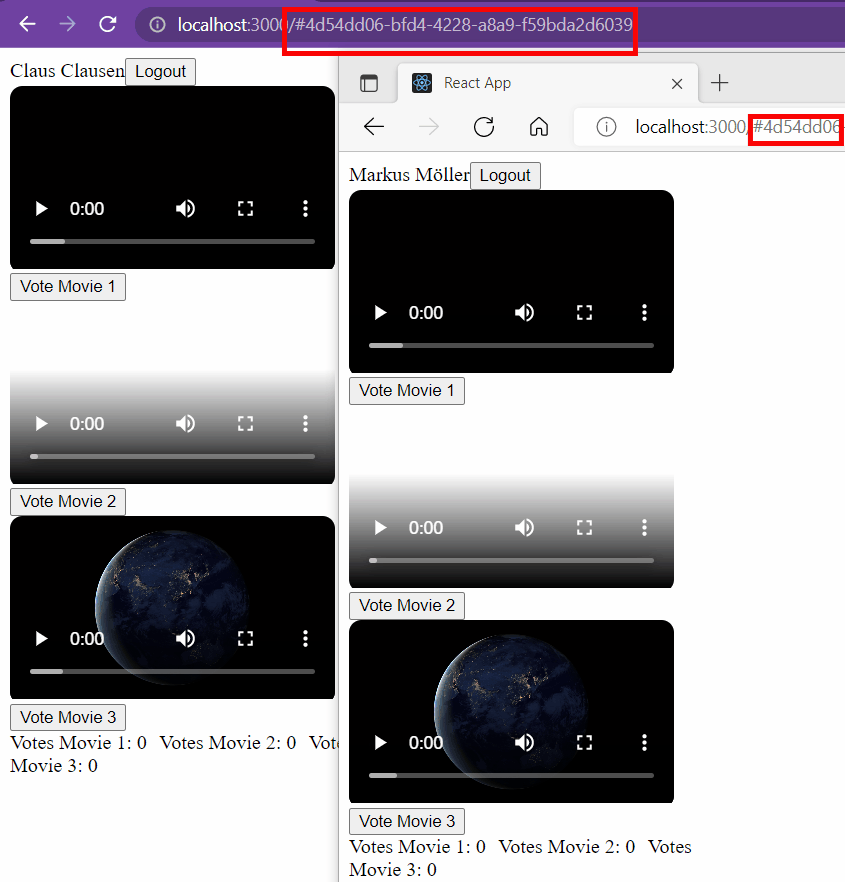 localhost:3000/#4d54dd06-bfd4-4228-a8a9-f59bda2d6039
Claus Clausen Logout
0:00
Vote Movie 1
0:00
Vote Movie 2
0:00
Vote Movie 3
Votes Movie 1: 0 Votes Movie 2: 0 Vot
Movie 3: 0
React App
localhost:3000/#4d54dd06-
Markus Möller Logout
0:00
Vote Movie 1
0:00
Vote Movie 2
0:00
Vote Movie 3
Votes Movie 1: 0 Votes Movie 2: 0 Votes
Movie 3: 0